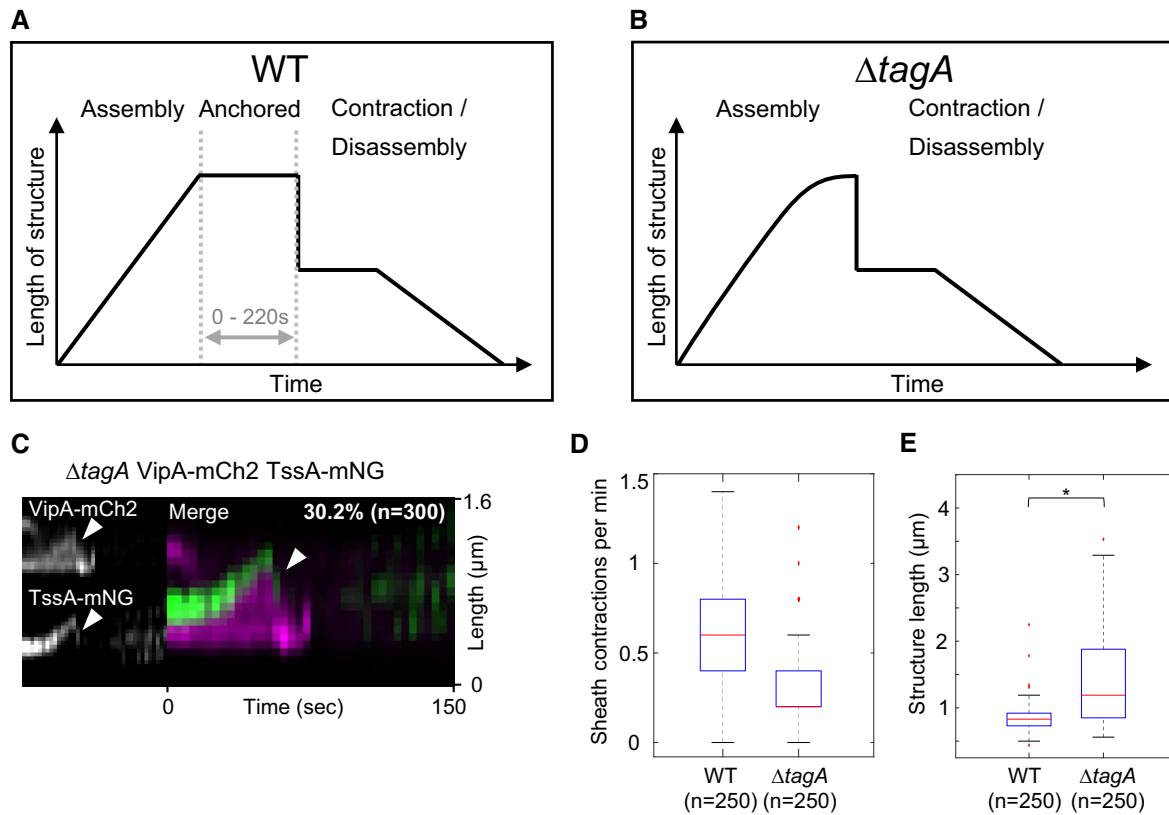 A
WT
Assembly Anchored Contraction /
Disassembly
Length of structure
0 - 220s
Time
B
ΔtagA
Assembly Contraction /
Disassembly
Length of structure
Time
C
ΔtagA VipA-mCh2 TssA-mNG
VipA-mCh2 Merge 30.2% (n=300)
TssA-mNG
1.6
Length (μm)
0
0 Time (sec) 150
D
Sheath contractions per min
1.5
1
0.5
0
WT ΔtagA
(n=250) (n=250)
E
Structure length (μm)
*
4
3
2
1
WT ΔtagA
(n=250) (n=250)